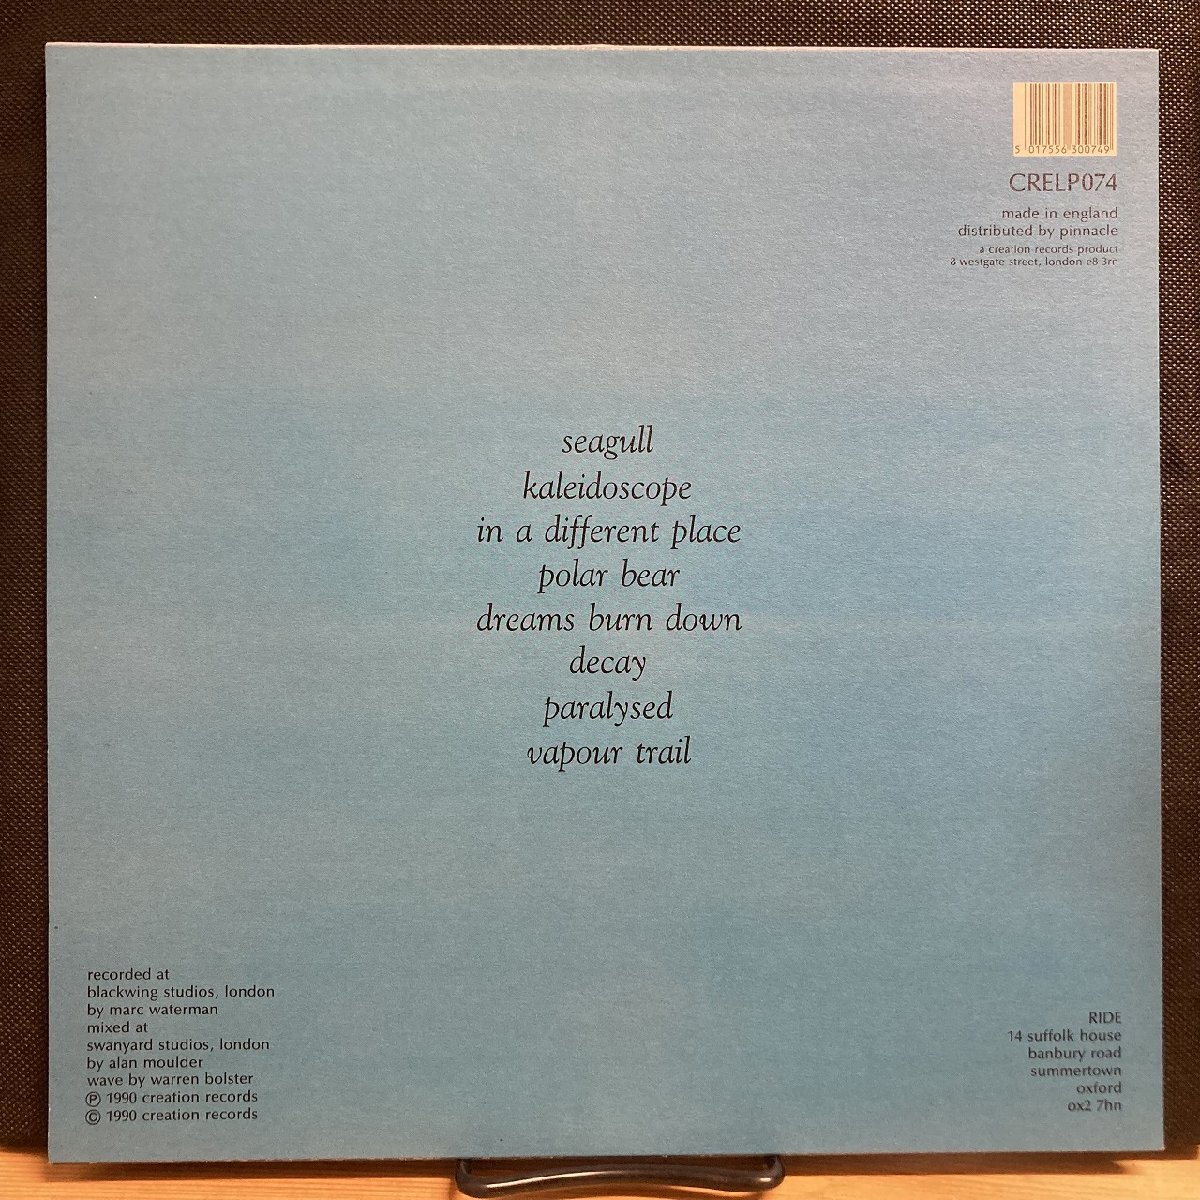 5 017556 300749
CRELP074
made in england
distributed by pinnacle
a creation records product
8 westgate street, london e8 3rr
seagull
kaleidoscope
in a different place
polar bear
dreams burn down
decay
paralysed
vapour trail
recorded at
blackwing studios, london
by marc waterman
mixed at
swanyard studios, london
by alan moulder
wave by warren bolster
℗ 1990 creation records
© 1990 creation records
RIDE
14 suffolk house
banbury road
summertown
oxford
ox2 7hn